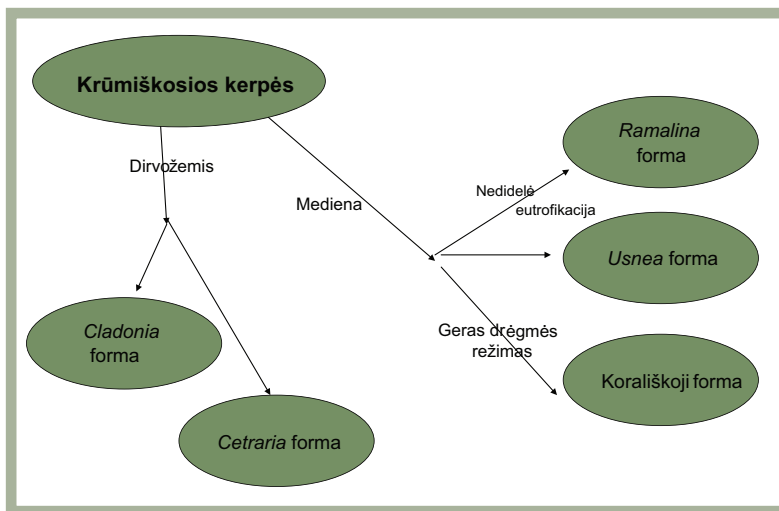 Krūmiškosios kerpės
Dirvožemis
Mediena
Ramalina
forma
Nedidelė
eutrofikacija
Usnea forma
Cladonia
forma
Geras drėgmės
režimas
Korališkoji forma
Cetraria forma